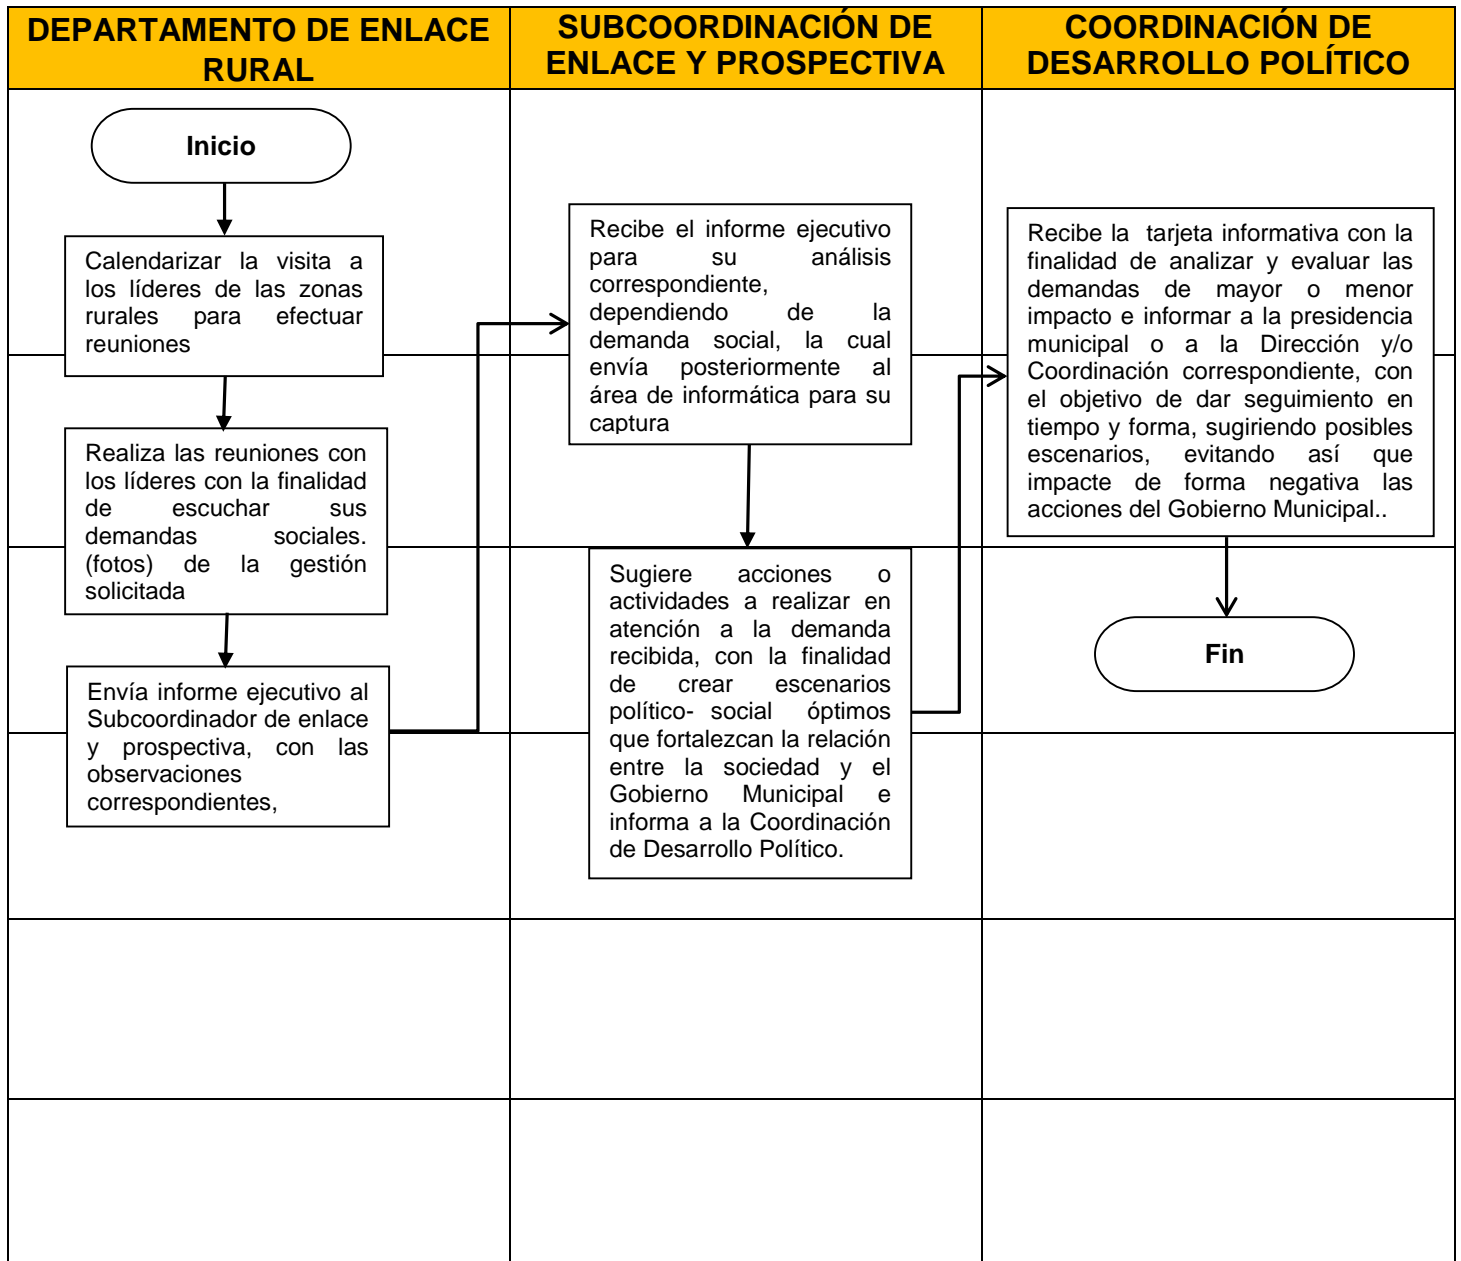 DEPARTAMENTO DE ENLACE
RURAL
SUBCOORDINACIÓN DE
ENLACE Y PROSPECTIVA
COORDINACIÓN DE
DESARROLLO POLÍTICO
Inicio
Calendarizar la visita a
los líderes de las zonas
rurales para efectuar
reuniones
Realiza las reuniones con
los líderes con la finalidad
de escuchar sus
demandas sociales.
(fotos) de la gestión
solicitada
Envía informe ejecutivo al
Subcoordinador de enlace
y prospectiva, con las
observaciones
correspondientes,
Recibe el informe ejecutivo
para su análisis
correspondiente,
dependiendo de la
demanda social, la cual
envía posteriormente al
área de informática para su
captura
Sugiere acciones o
actividades a realizar en
atención a la demanda
recibida, con la finalidad
de crear escenarios
político- social óptimos
que fortalezcan la relación
entre la sociedad y el
Gobierno Municipal e
informa a la Coordinación
de Desarrollo Político.
Recibe la tarjeta informativa con la
finalidad de analizar y evaluar las
demandas de mayor o menor
impacto e informar a la presidencia
municipal o a la Dirección y/o
Coordinación correspondiente, con
el objetivo de dar seguimiento en
tiempo y forma, sugiriendo posibles
escenarios, evitando así que
impacte de forma negativa las
acciones del Gobierno Municipal..
Fin